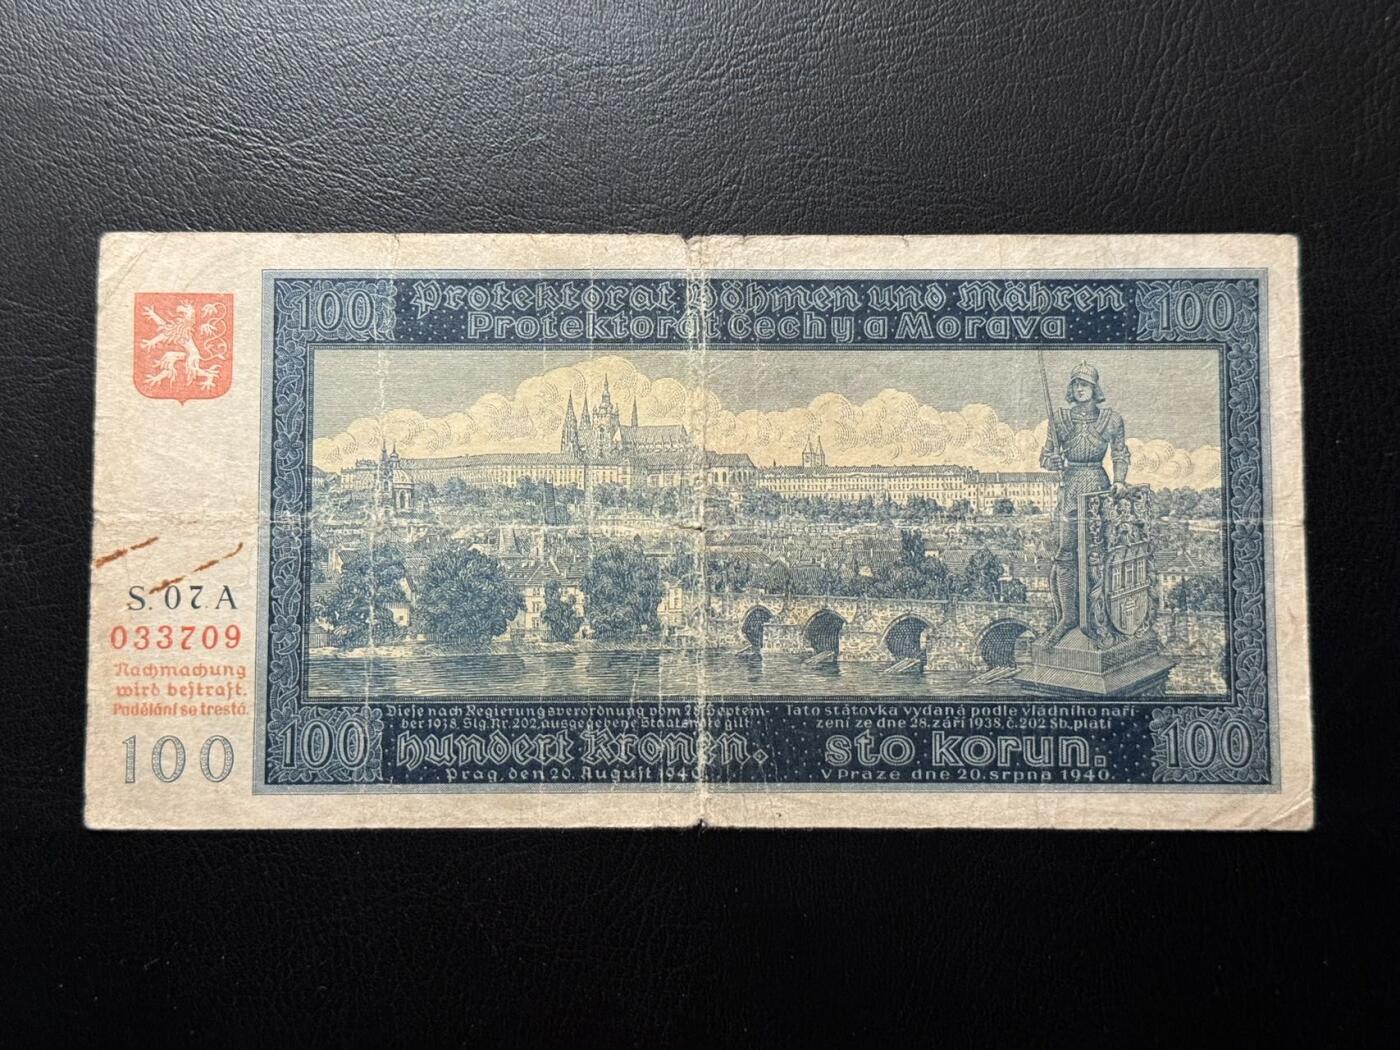 100 Protektorat Böhmen und Mähren 100
Protektorát Čechy a Morava
S. 07 A
033709
Nachmachung
wird bestraft.
Padělání se trestá.
100
Diese nach Regierungsverordnung vom 28. Septem-
ber 1938, Slg. Nr. 202, ausgegebene Staatsnote gilt
Tato státovka vydaná podle vládního naří-
zení ze dne 28. září 1938, č. 202 Sb., platí
100 hundert Kronen. sto korun. 100
Prag, den 20. August 1940
V Praze dne 20. srpna 1940.